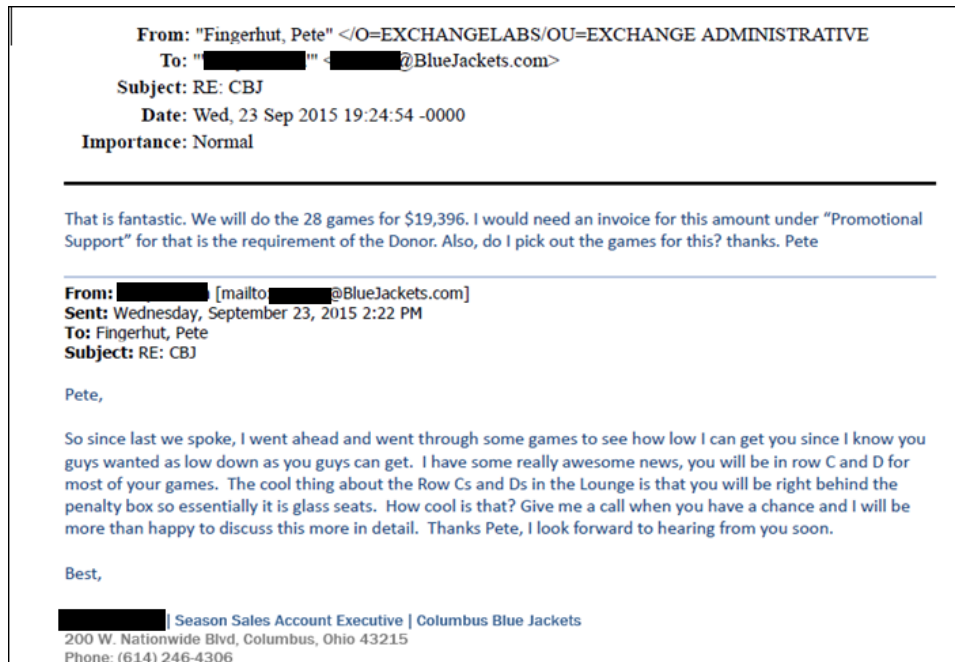 From: "Fingerhut, Pete" </O=EXCHANGELABS/OU=EXCHANGE ADMINISTRATIVE
To: "' '" < @BlueJackets.com>
Subject: RE: CBJ
Date: Wed, 23 Sep 2015 19:24:54 -0000
Importance: Normal
That is fantastic. We will do the 28 games for $19,396. I would need an invoice for this amount under “Promotional
Support” for that is the requirement of the Donor. Also, do I pick out the games for this? thanks. Pete
From: [mailto: @BlueJackets.com]
Sent: Wednesday, September 23, 2015 2:22 PM
To: Fingerhut, Pete
Subject: RE: CBJ
Pete,
So since last we spoke, I went ahead and went through some games to see how low I can get you since I know you
guys wanted as low down as you guys can get. I have some really awesome news, you will be in row C and D for
most of your games. The cool thing about the Row Cs and Ds in the Lounge is that you will be right behind the
penalty box so essentially it is glass seats. How cool is that? Give me a call when you have a chance and I will be
more than happy to discuss this more in detail. Thanks Pete, I look forward to hearing from you soon.
Best,
| Season Sales Account Executive | Columbus Blue Jackets
200 W. Nationwide Blvd, Columbus, Ohio 43215
Phone: (614) 246-4306